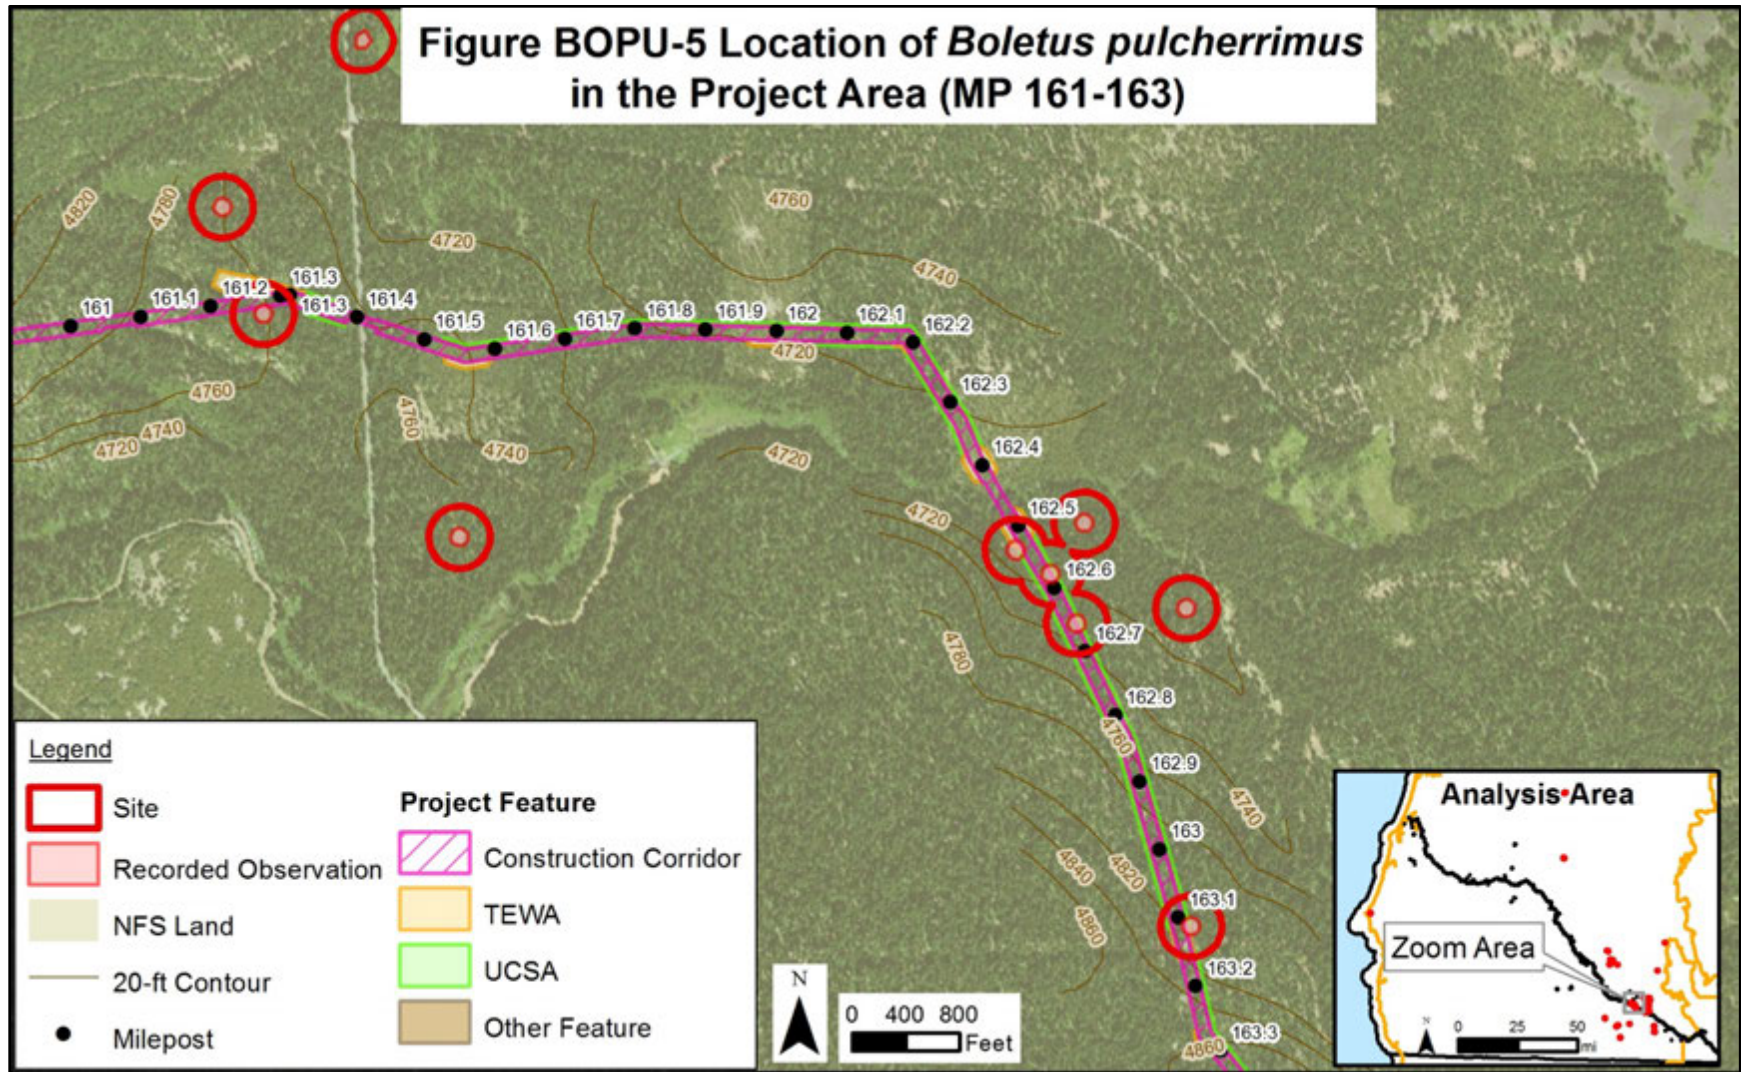 Figure BOPU-5 Location of Boletus pulcherrimus
in the Project Area (MP 161-163)
4820
4780
4760
4720
4740
161
161.1
161.2
161.3
161.3
161.4
161.5
161.6
161.7
161.8
161.9
162
162.1
162.2
4720
162.3
4760
4760
4740
4720
4740
4720
162.4
4720
162.5
162.6
162.7
4780
162.8
4760
162.9
4740
163
4840
4820
163.1
4860
163.2
163.3
4860
Legend
Site
Recorded Observation
NFS Land
20-ft Contour
Milepost
Project Feature
Construction Corridor
TEWA
UCSA
Other Feature
N
0 400 800
Feet
Analysis Area
Zoom Area
N
0 25 50
mi